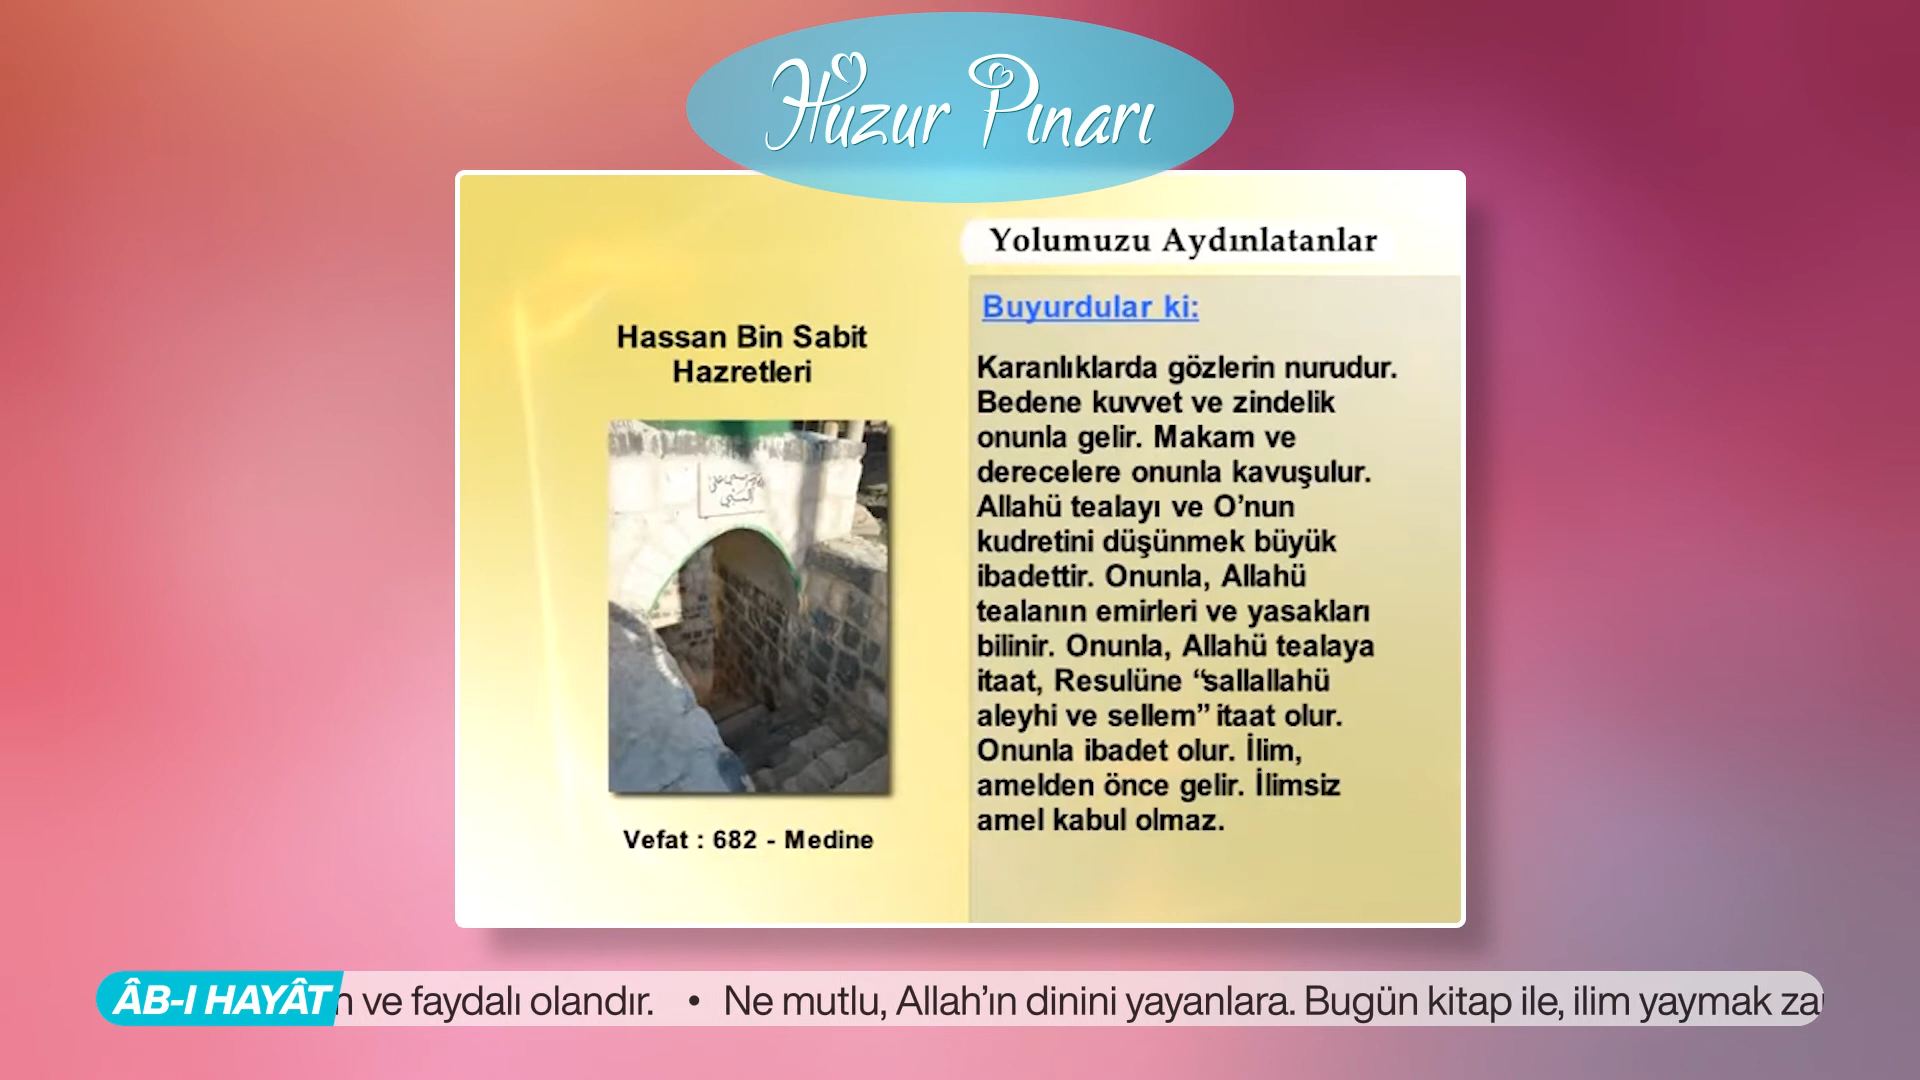 Huzur Pınarı
Yolumuzu Aydınlatanlar
Hassan Bin Sabit
Hazretleri
Vefat : 682 - Medine
Buyurdular ki:
Karanlıklarda gözlerin nurudur.
Bedene kuvvet ve zindelik
onunla gelir. Makam ve
derecelere onunla kavuşulur.
Allahü tealayı ve O’nun
kudretini düşünmek büyük
ibadettir. Onunla, Allahü
tealanın emirleri ve yasakları
bilinir. Onunla, Allahü tealaya
itaat, Resulüne “sallallahü
aleyhi ve sellem” itaat olur.
Onunla ibadet olur. İlim,
amelden önce gelir. İlimsiz
amel kabul olmaz.
ÂB-I HAYÂT
ve faydalı olandır. • Ne mutlu, Allah’ın dinini yayanlara. Bugün kitap ile, ilim yaymak